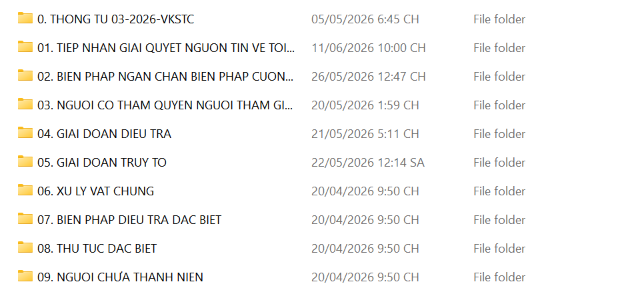 0. THONG TU 03-2026-VKSTC 05/05/2026 6:45 CH File folder
01. TIEP NHAN GIAI QUYET NGUON TIN VE TOI... 11/06/2026 10:00 CH File folder
02. BIEN PHAP NGAN CHAN BIEN PHAP CUON... 26/05/2026 12:47 CH File folder
03. NGUOI CO THAM QUYEN NGUOI THAM GI... 20/05/2026 1:59 CH File folder
04. GIAI DOAN DIEU TRA 21/05/2026 5:11 CH File folder
05. GIAI DOAN TRUY TO 22/05/2026 12:14 SA File folder
06. XU LY VAT CHUNG 20/04/2026 9:50 CH File folder
07. BIEN PHAP DIEU TRA DAC BIET 20/04/2026 9:50 CH File folder
08. THU TUC DAC BIET 20/04/2026 9:50 CH File folder
09. NGUOI CHƯA THANH NIEN 20/04/2026 9:50 CH File folder